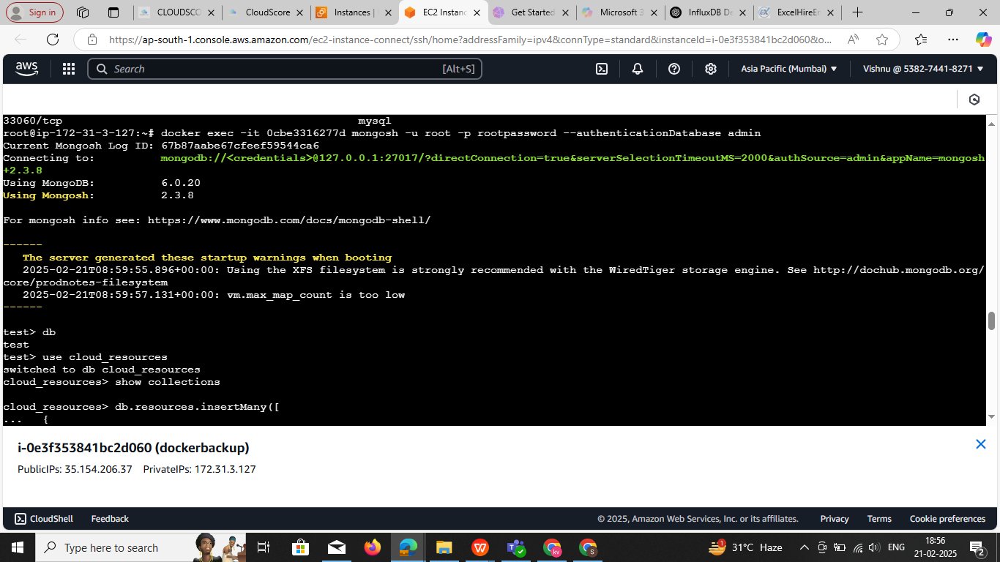 Sign in
CLOUDSCO
CloudScore
Instances |
EC2 Instanc
Get Started
Microsoft 3
InfluxDB De
ExcelHireEn
https://ap-south-1.console.aws.amazon.com/ec2-instance-connect/ssh/home?addressFamily=ipv4&connType=standard&instanceId=i-0e3f353841bc2d060&o...
aws
Search [Alt+S]
Asia Pacific (Mumbai)
Vishnu @ 5382-7441-8271
33060/tcp mysql
root@ip-172-31-3-127:~# docker exec -it 0cbe3316277d mongosh -u root -p rootpassword --authenticationDatabase admin
Current Mongosh Log ID: 67b87aabe67cfeef59544ca6
Connecting to: mongodb://<credentials>@127.0.0.1:27017/?directConnection=true&serverSelectionTimeoutMS=2000&authSource=admin&appName=mongosh
+2.3.8
Using MongoDB: 6.0.20
Using Mongosh: 2.3.8
For mongosh info see: https://www.mongodb.com/docs/mongodb-shell/
------
The server generated these startup warnings when booting
2025-02-21T08:59:55.896+00:00: Using the XFS filesystem is strongly recommended with the WiredTiger storage engine. See http://dochub.mongodb.org/
core/prodnotes-filesystem
2025-02-21T08:59:57.131+00:00: vm.max_map_count is too low
------
test> db
test
test> use cloud_resources
switched to db cloud_resources
cloud_resources> show collections
cloud_resources> db.resources.insertMany([
... {
i-0e3f353841bc2d060 (dockerbackup)
PublicIPs: 35.154.206.37 PrivateIPs: 172.31.3.127
CloudShell Feedback © 2025, Amazon Web Services, Inc. or its affiliates. Privacy Terms Cookie preferences
Type here to search
31°C Haze
ENG
18:56
21-02-2025